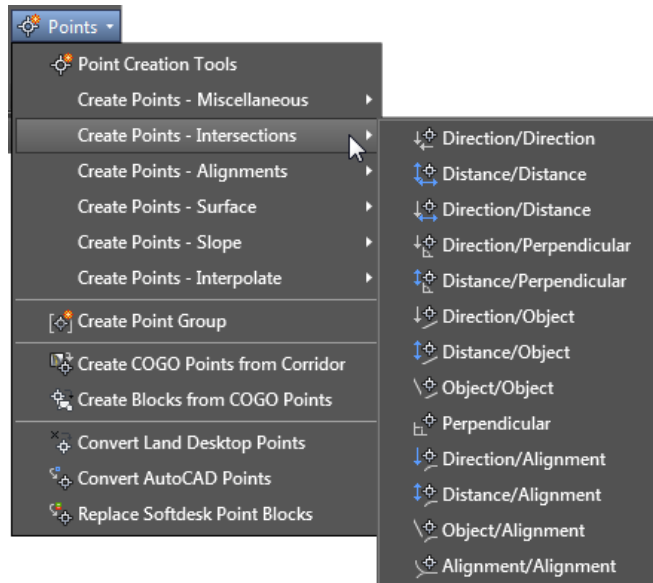 Points
Point Creation Tools
Create Points - Miscellaneous
Create Points - Intersections
Create Points - Alignments
Create Points - Surface
Create Points - Slope
Create Points - Interpolate
Create Point Group
Create COGO Points from Corridor
Create Blocks from COGO Points
Convert Land Desktop Points
Convert AutoCAD Points
Replace Softdesk Point Blocks
Direction/Direction
Distance/Distance
Direction/Distance
Direction/Perpendicular
Distance/Perpendicular
Direction/Object
Distance/Object
Object/Object
Perpendicular
Direction/Alignment
Distance/Alignment
Object/Alignment
Alignment/Alignment